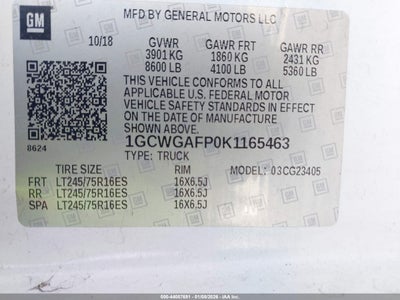 GM
MFD BY GENERAL MOTORS LLC
10/18 GVWR GAWR FRT GAWR RR
3901 KG 1860 KG 2431 KG
8600 LB 4100 LB 5360 LB
THIS VEHICLE CONFORMS TO ALL
APPLICABLE U.S. FEDERAL MOTOR
VEHICLE SAFETY STANDARDS IN EFFECT
ON THE DATE OF MANUFACTURE
SHOWN ABOVE.
8624 1GCWGAFP0K1165463
TYPE: TRUCK
TIRE SIZE RIM MODEL: 03CG23405
FRT LT245/75R16ES 16X6.5J
RR LT245/75R16ES 16X6.5J
SPA LT245/75R16ES 16X6.5J